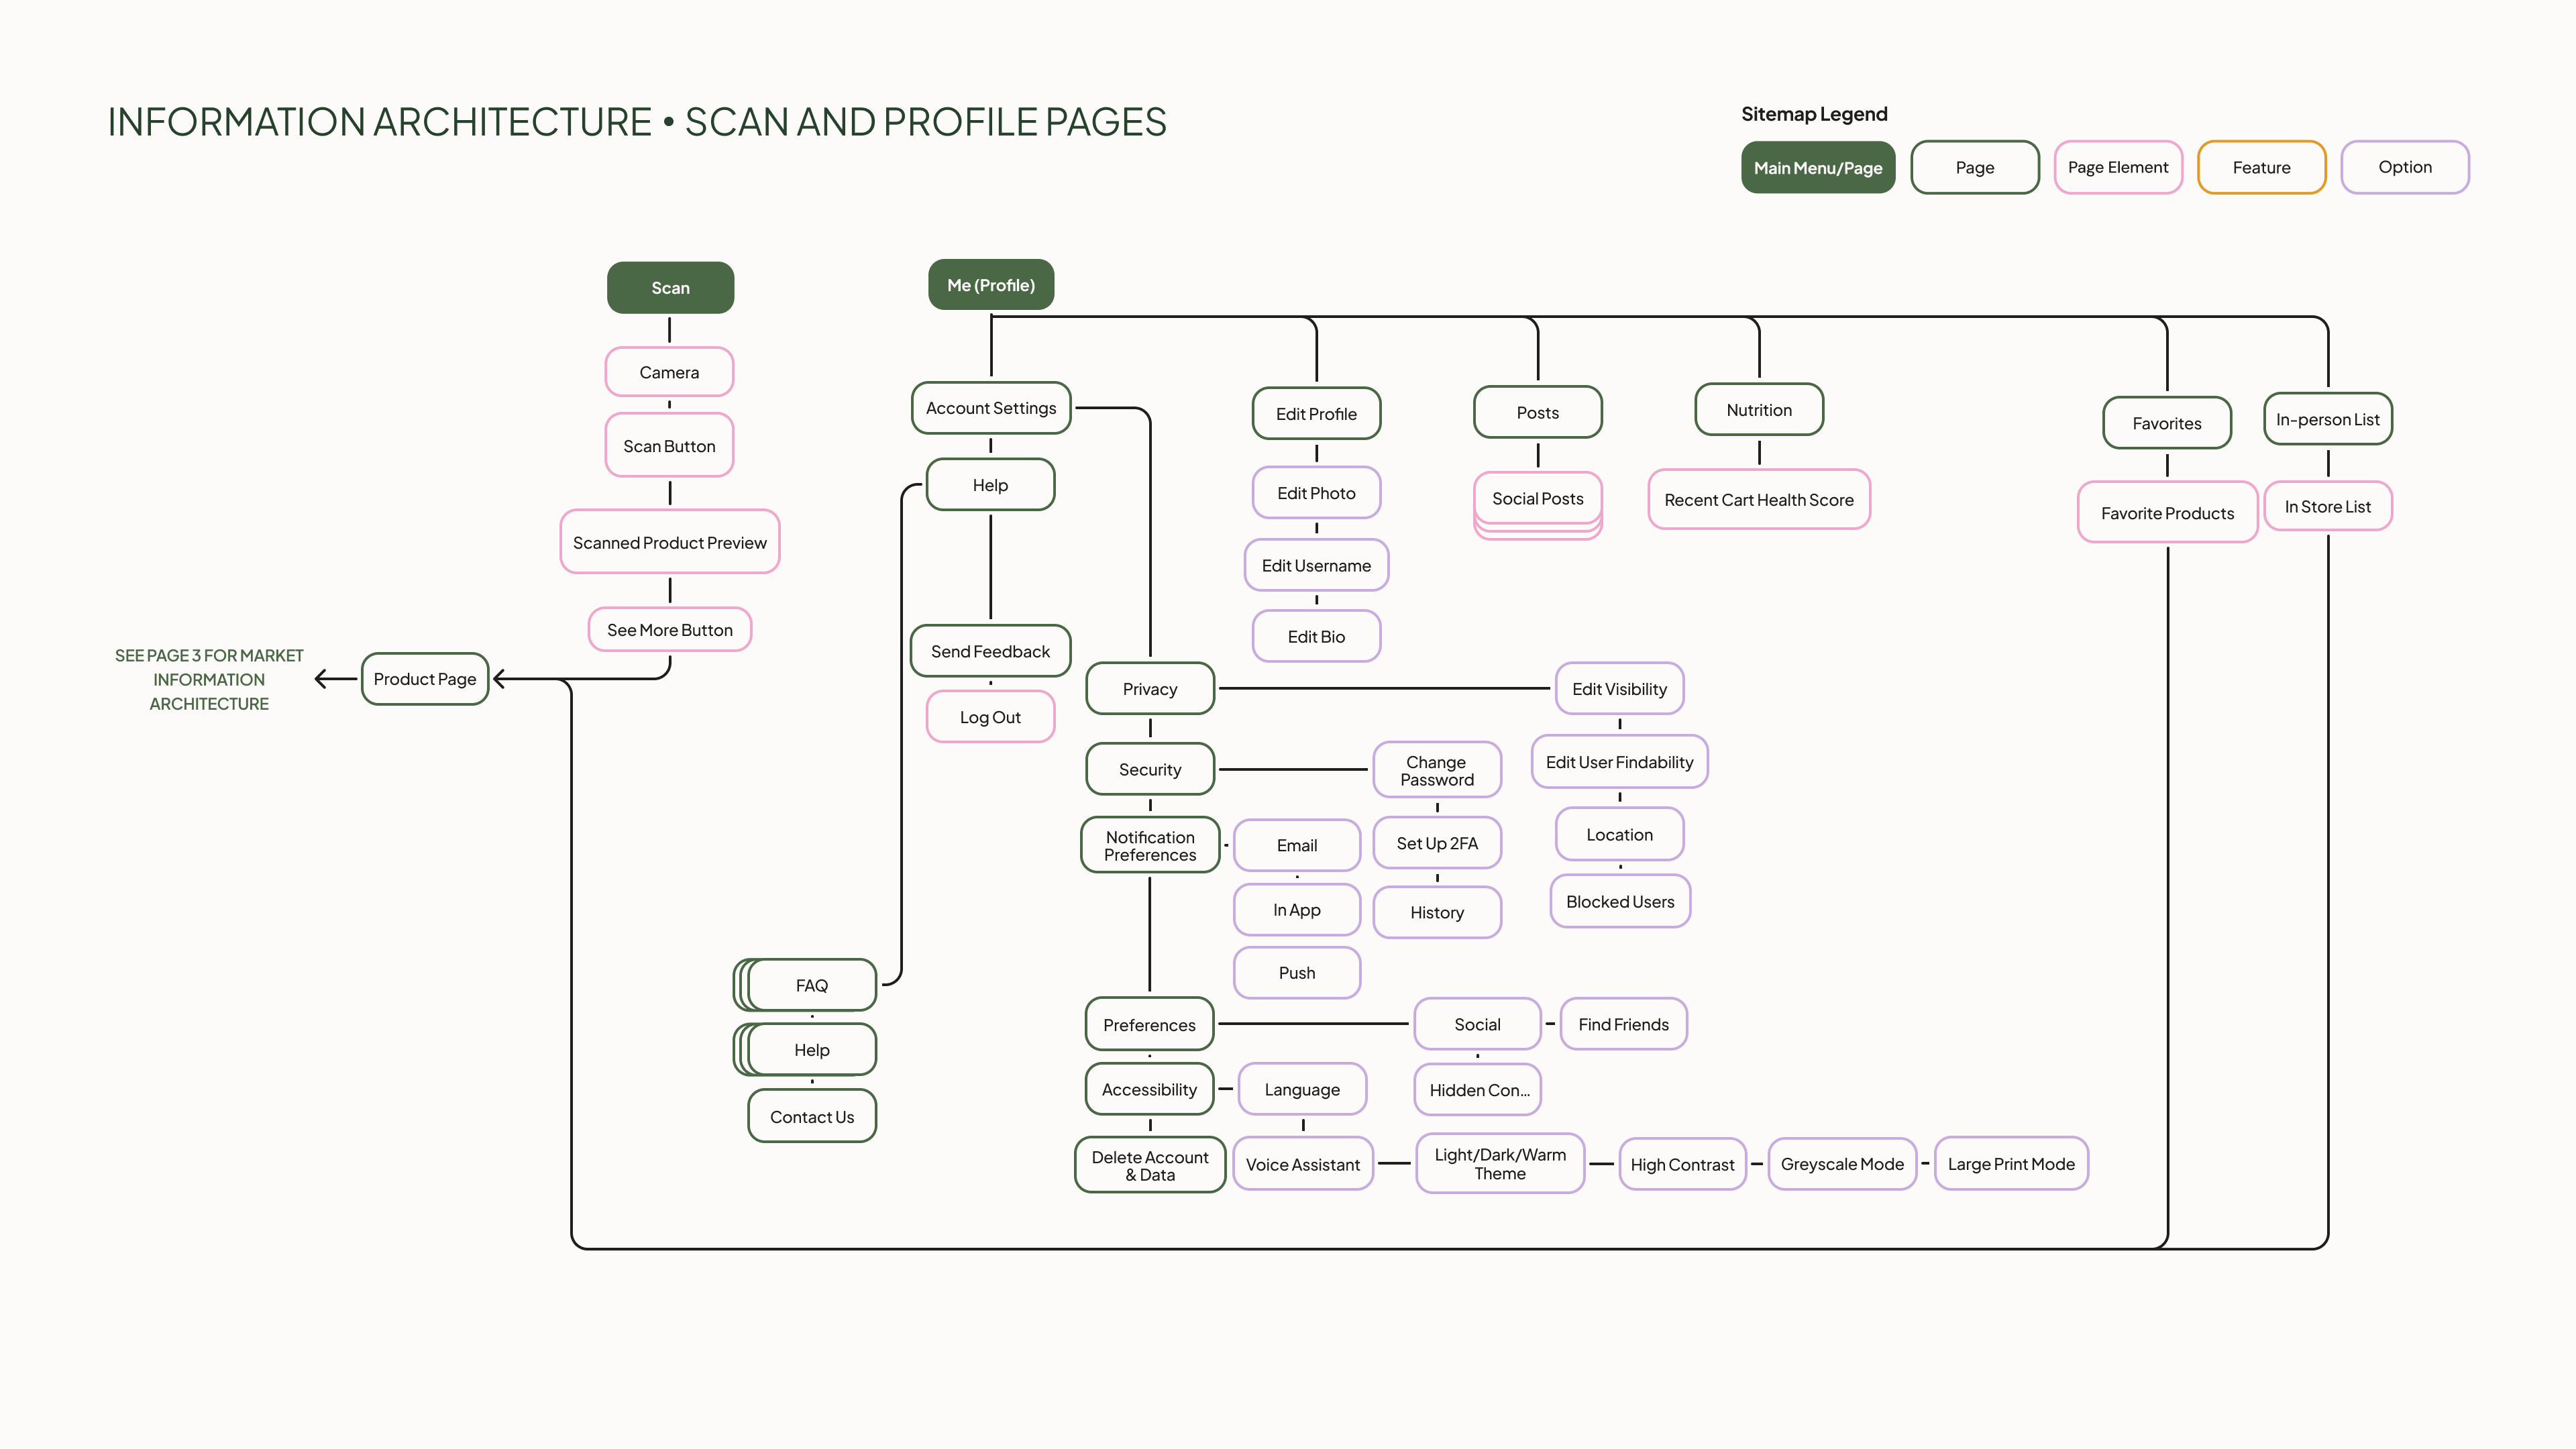 INFORMATION ARCHITECTURE • SCAN AND PROFILE PAGES
Sitemap Legend
Main Menu/Page
Page
Page Element
Feature
Option
Scan
Camera
Scan Button
Scanned Product Preview
See More Button
Product Page
SEE PAGE 3 FOR MARKET
INFORMATION
ARCHITECTURE
Me (Profile)
Account Settings
Help
Send Feedback
Log Out
FAQ
Help
Contact Us
Privacy
Edit Visibility
Edit User Findability
Location
Blocked Users
Security
Change
Password
Set Up 2FA
History
Notification
Preferences
Email
In App
Push
Preferences
Social
Find Friends
Hidden Con...
Accessibility
Language
Voice Assistant
Light/Dark/Warm
Theme
High Contrast
Greyscale Mode
Large Print Mode
Delete Account
& Data
Edit Profile
Edit Photo
Edit Username
Edit Bio
Posts
Social Posts
Nutrition
Recent Cart Health Score
Favorites
Favorite Products
In-person List
In Store List